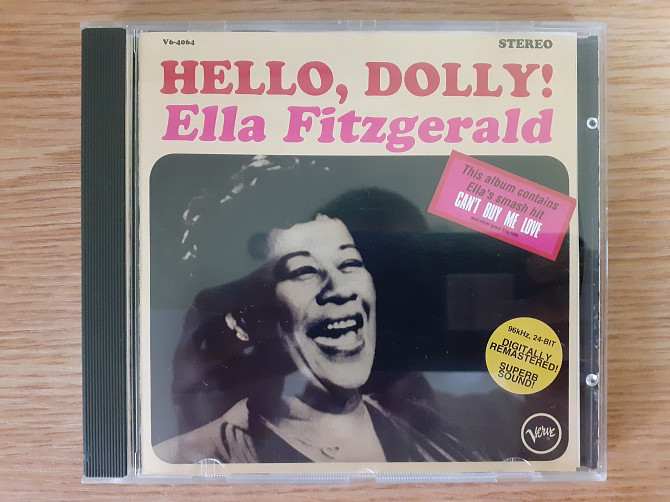 V6-4064
STEREO
HELLO, DOLLY!
Ella Fitzgerald
This album contains
Ella's smash hit
CAN'T BUY ME LOVE
96kHz, 24-BIT
DIGITALLY
REMASTERED!
SUPERB
SOUND!
Verve